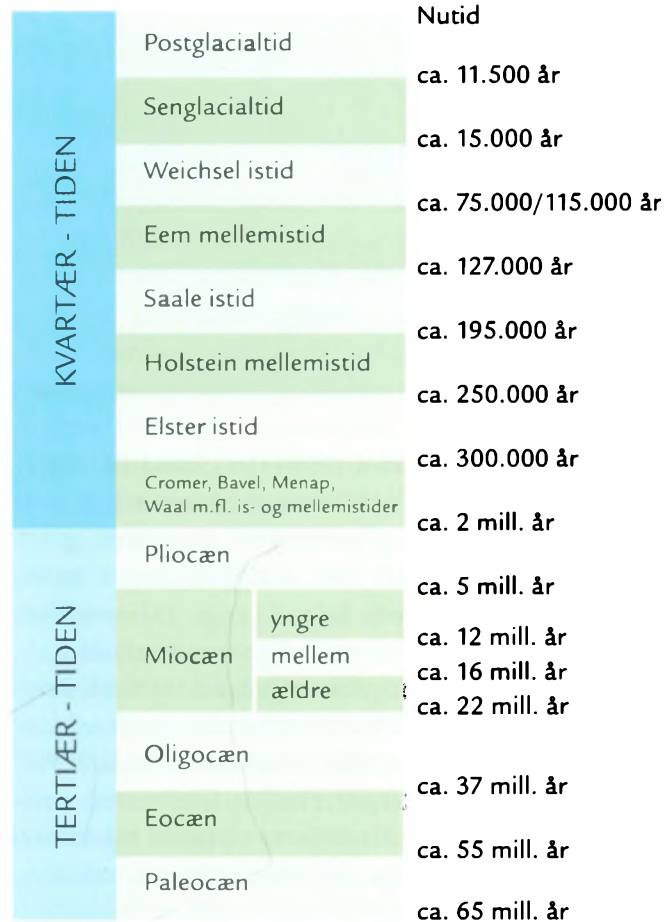 Nutid
Postglacialtid
ca. 11.500 år
Senglacialtid
ca. 15.000 år
Weichsel istid
ca. 75.000/115.000 år
Eem mellemistid
ca. 127.000 år
Saale istid
ca. 195.000 år
Holstein mellemistid
ca. 250.000 år
Elster istid
ca. 300.000 år
Cromer, Bavel, Menap,
Waal m.fl. is- og mellemistider
ca. 2 mill. år
KVARTÆR - TIDEN
Pliocæn
ca. 5 mill. år
Miocæn
yngre
ca. 12 mill. år
mellem
ca. 16 mill. år
ældre
ca. 22 mill. år
Oligocæn
ca. 37 mill. år
Eocæn
ca. 55 mill. år
Paleocæn
ca. 65 mill. år
TERTIÆR - TIDEN